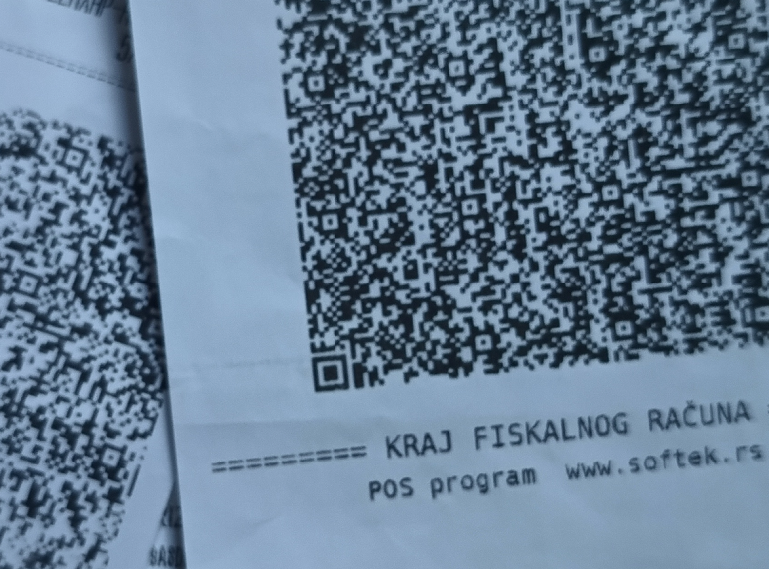 ========= KRAJ FISKALNOG RAČUNA
POS program www.softek.rs